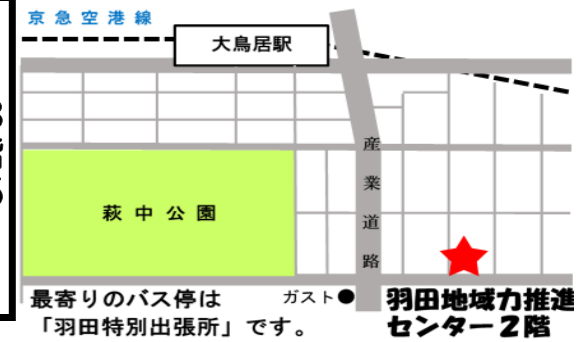 京急空港線
大鳥居駅
産業道路
萩中公園
最寄りのバス停は
「羽田特別出張所」です。
ガスト●
羽田地域力推進
センター2階